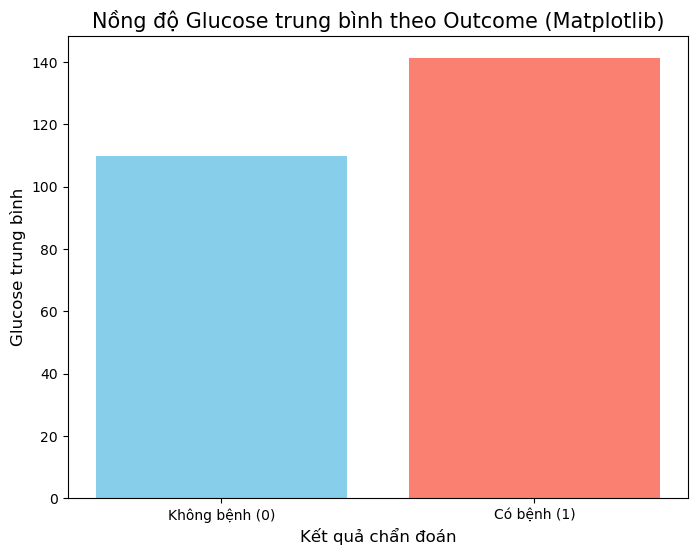 Nồng độ Glucose trung bình theo Outcome (Matplotlib)
Glucose trung bình
140
120
100
80
60
40
20
0
Không bệnh (0)
Có bệnh (1)
Kết quả chẩn đoán